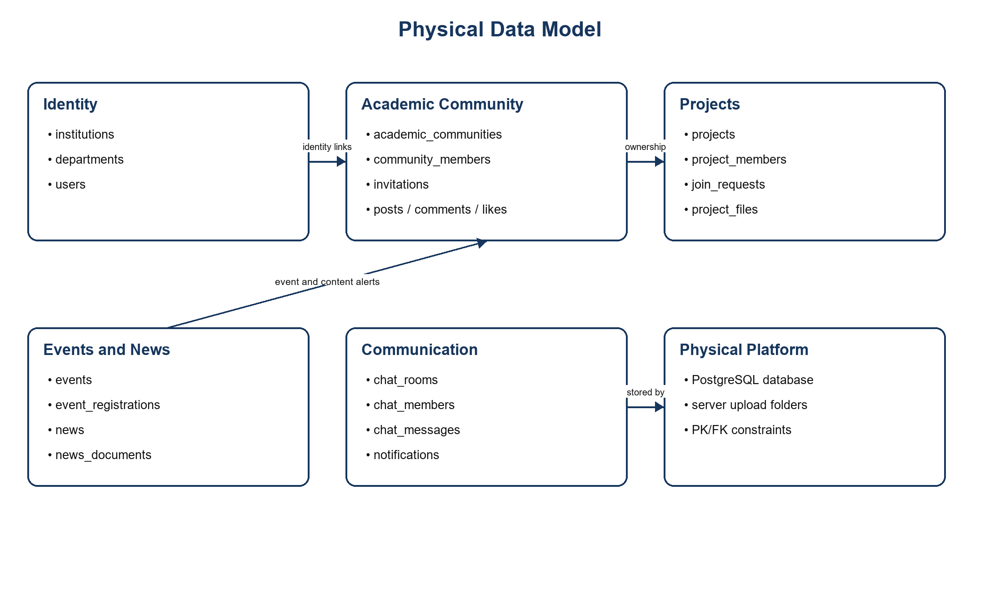 Physical Data Model
Identity
• institutions
• departments
• users
identity links
Academic Community
• academic_communities
• community_members
• invitations
• posts / comments / likes
ownership
Projects
• projects
• project_members
• join_requests
• project_files
event and content alerts
Events and News
• events
• event_registrations
• news
• news_documents
Communication
• chat_rooms
• chat_members
• chat_messages
• notifications
stored by
Physical Platform
• PostgreSQL database
• server upload folders
• PK/FK constraints